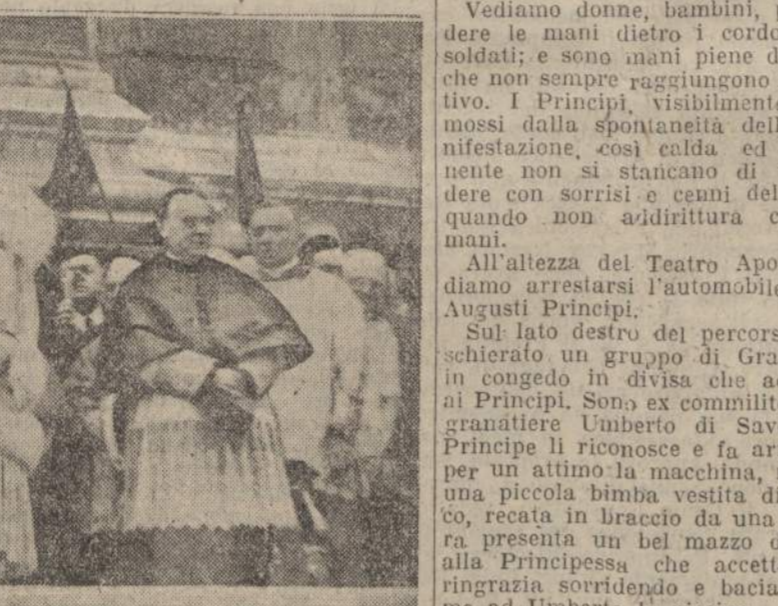 Vediamo donne, bambini,
dere le mani dietro i cordo
soldati; e sono mani piene d
che non sempre raggiungono
tivo. I Principi, visibilment
mossi dalla spontaneità dell
nifestazione, così calda ed
nente non si stancano di
dere con sorrisi e cenni del
quando non addirittura c
mani.
All'altezza del Teatro Apo
diamo arrestarsi l'automobile
Augusti Principi.
Sul lato destro del percors
schierato un gruppo di Gra
in congedo in divisa che a
ai Principi. Sono ex commilit
granatiere Umberto di Sav
Principe li riconosce e fa ar
per un attimo la macchina,
una piccola bimba vestita di
co, recata in braccio da una
ra presenta un bel mazzo d
alla Principessa che accett
ringrazia sorridendo e bacia